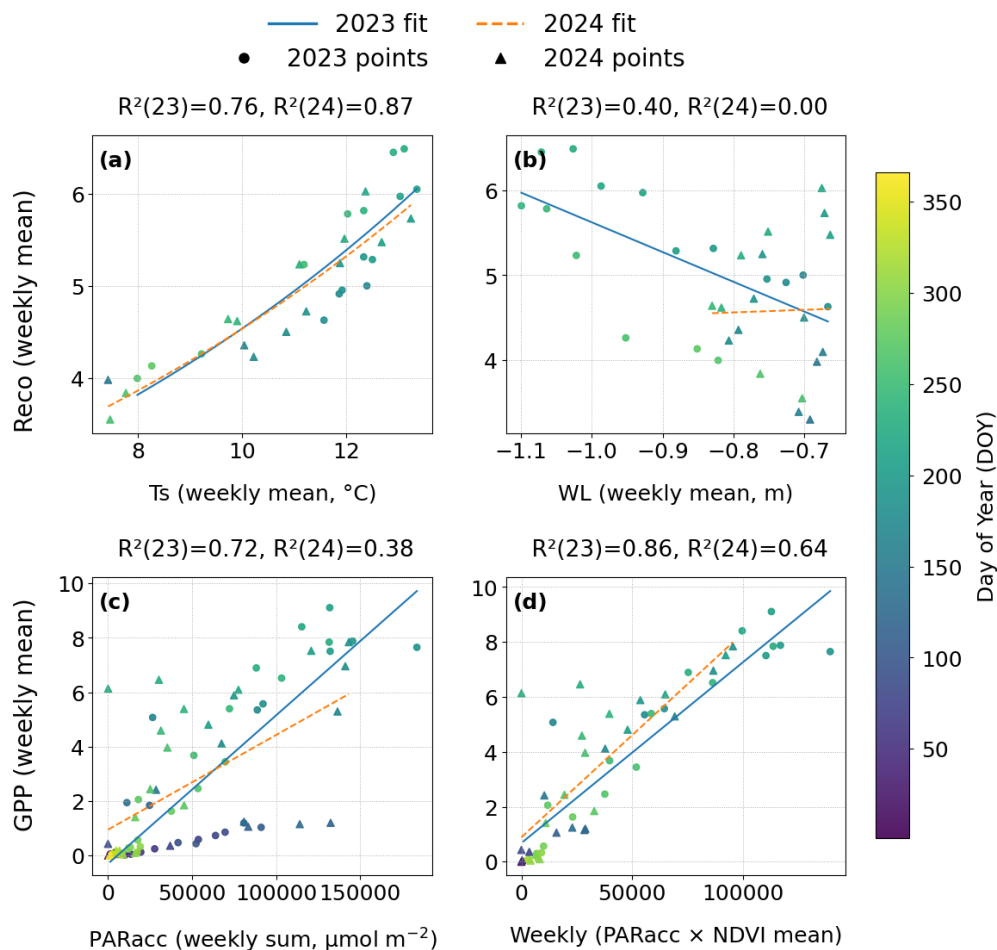 2023 fit 2024 fit
2023 points 2024 points
R²(23)=0.76, R²(24)=0.87
R²(23)=0.40, R²(24)=0.00
(a)
(b)
Reco (weekly mean)
6
5
4
6
5
4
8 10 12
−1.1 −1.0 −0.9 −0.8 −0.7
Ts (weekly mean, °C)
WL (weekly mean, m)
R²(23)=0.72, R²(24)=0.38
R²(23)=0.86, R²(24)=0.64
(c)
(d)
GPP (weekly mean)
10
8
6
4
2
0
10
8
6
4
2
0
0 50000 100000 150000
0 50000 100000
PARacc (weekly sum, μmol m⁻²)
Weekly (PARacc × NDVI mean)
350
300
250
200
150
100
50
Day of Year (DOY)